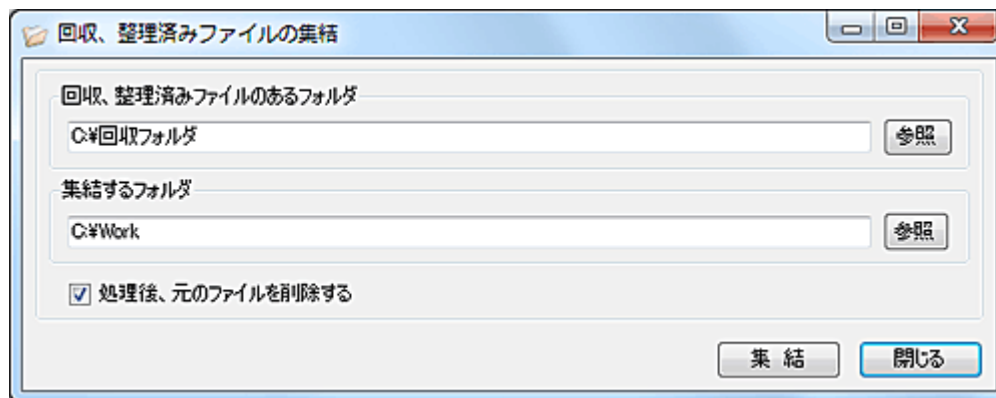 回収、整理済みファイルの集結
回収、整理済みファイルのあるフォルダ
C:¥回収フォルダ
参照
集結するフォルダ
C:¥Work
参照
処理後、元のファイルを削除する
集 結
閉じる